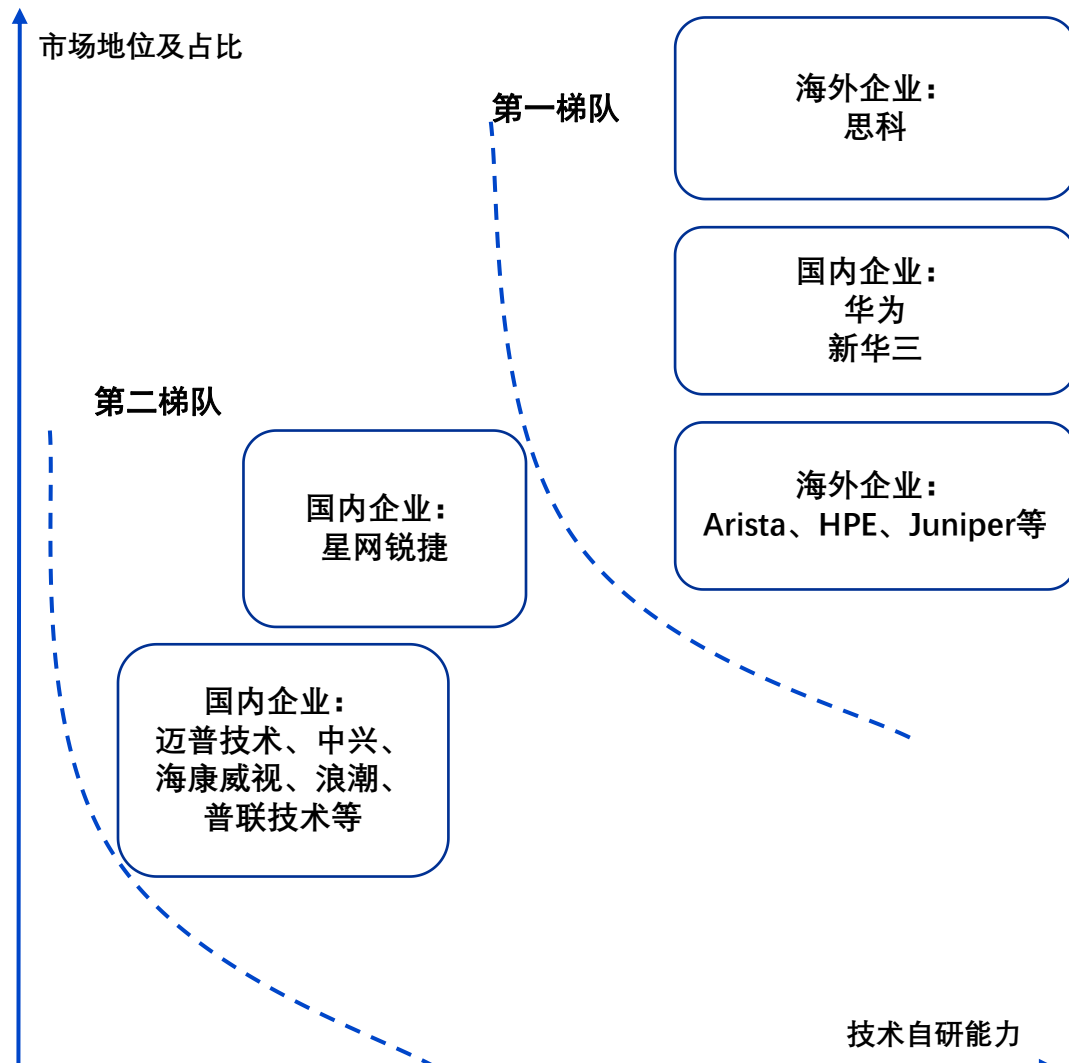 市场地位及占比
第一梯队
海外企业：
思科
国内企业：
华为
新华三
海外企业：
Arista、HPE、Juniper等
第二梯队
国内企业：
星网锐捷
国内企业：
迈普技术、中兴、
海康威视、浪潮、
普联技术等
技术自研能力